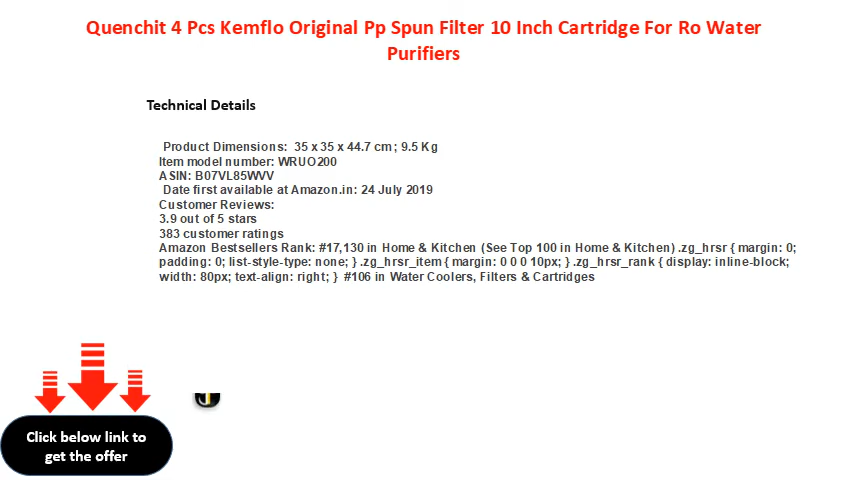 Quenchit 4 Pcs Kemflo Original Pp Spun Filter 10 Inch Cartridge For Ro Water
Purifiers
Technical Details
Product Dimensions: 35 x 35 x 44.7 cm; 9.5 Kg
Item model number: WRUO200
ASIN: B07VL85WVV
Date first available at Amazon.in: 24 July 2019
Customer Reviews:
3.9 out of 5 stars
383 customer ratings
Amazon Bestsellers Rank: #17,130 in Home & Kitchen (See Top 100 in Home & Kitchen) .zg_hrsr { margin: 0;
padding: 0; list-style-type: none; } .zg_hrsr_item { margin: 0 0 0 10px; } .zg_hrsr_rank { display: inline-block;
width: 80px; text-align: right; } #106 in Water Coolers, Filters & Cartridges
Click below link to
get the offer